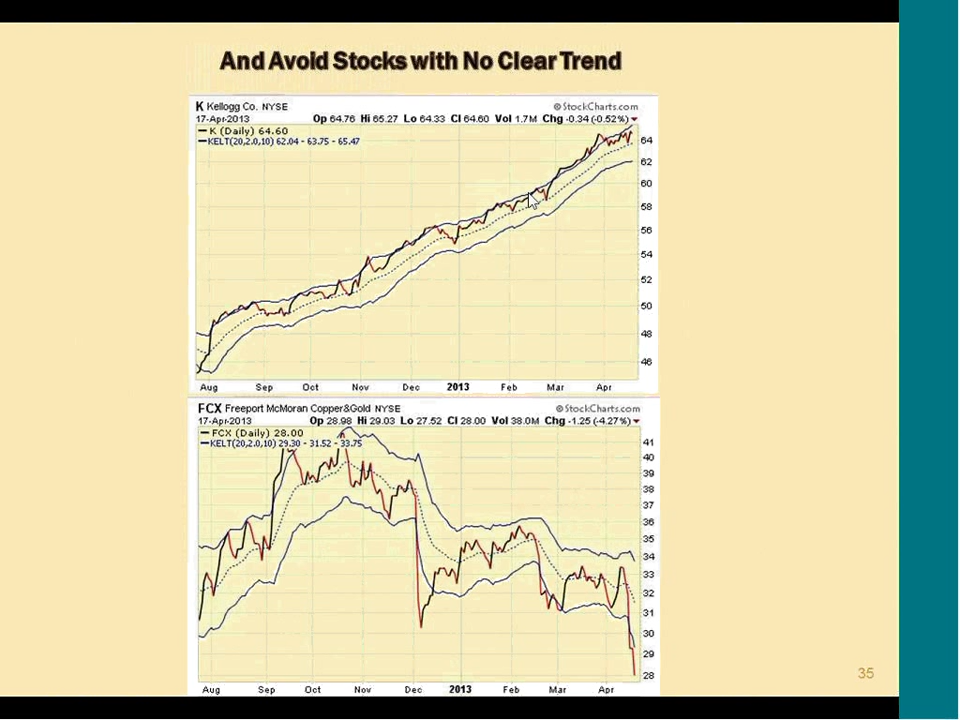 And Avoid Stocks with No Clear Trend
K Kellogg Co. NYSE ©StockCharts.com
17-Apr-2013 Op 64.76 Hi 65.27 Lo 64.33 Cl 64.60 Vol 1.7M Chg -0.34 (-0.52%)
K (Daily) 64.60
KELT(20,2.0,10) 62.04 - 63.75 - 65.47
64
62
60
58
56
54
52
50
48
46
Aug Sep Oct Nov Dec 2013 Feb Mar Apr
FCX Freeport McMoran Copper&Gold NYSE ©StockCharts.com
17-Apr-2013 Op 28.98 Hi 29.03 Lo 27.52 Cl 28.00 Vol 38.0M Chg -1.25 (-4.27%)
FCX (Daily) 28.00
KELT(20,2.0,10) 29.30 - 31.52 - 33.75
41
40
39
38
37
36
35
34
33
32
31
30
29
28
Aug Sep Oct Nov Dec 2013 Feb Mar Apr
35